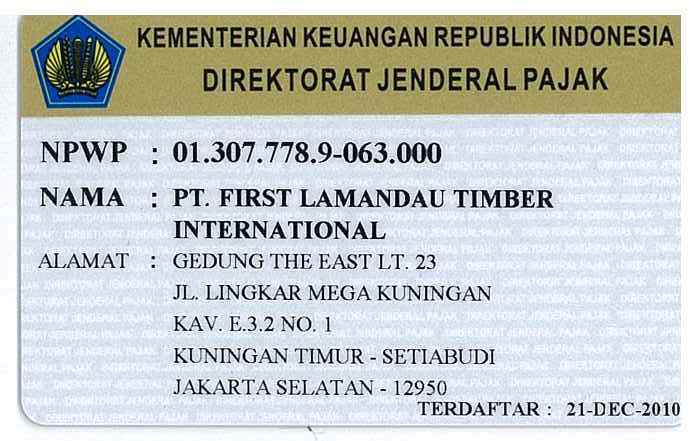 KEMENTERIAN KEUANGAN REPUBLIK INDONESIA
DIREKTORAT JENDERAL PAJAK
NPWP : 01.307.778.9-063.000
NAMA : PT. FIRST LAMANDAU TIMBER
INTERNATIONAL
ALAMAT : GEDUNG THE EAST LT. 23
JL. LINGKAR MEGA KUNINGAN
KAV. E.3.2 NO. 1
KUNINGAN TIMUR - SETIABUDI
JAKARTA SELATAN - 12950
TERDAFTAR : 21-DEC-2010